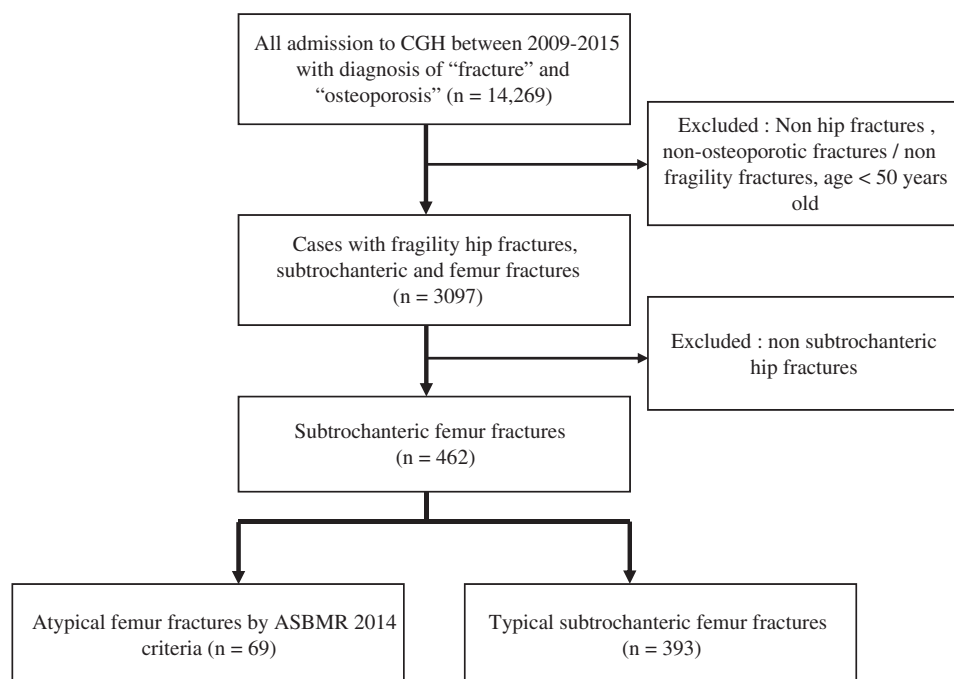 All admission to CGH between 2009-2015
with diagnosis of “fracture” and
“osteoporosis” (n = 14,269)
Excluded : Non hip fractures ,
non-osteoporotic fractures / non
fragility fractures, age < 50 years
old
Cases with fragility hip fractures,
subtrochanteric and femur fractures
(n = 3097)
Excluded : non subtrochanteric
hip fractures
Subtrochanteric femur fractures
(n = 462)
Atypical femur fractures by ASBMR 2014
criteria (n = 69)
Typical subtrochanteric femur fractures
(n = 393)